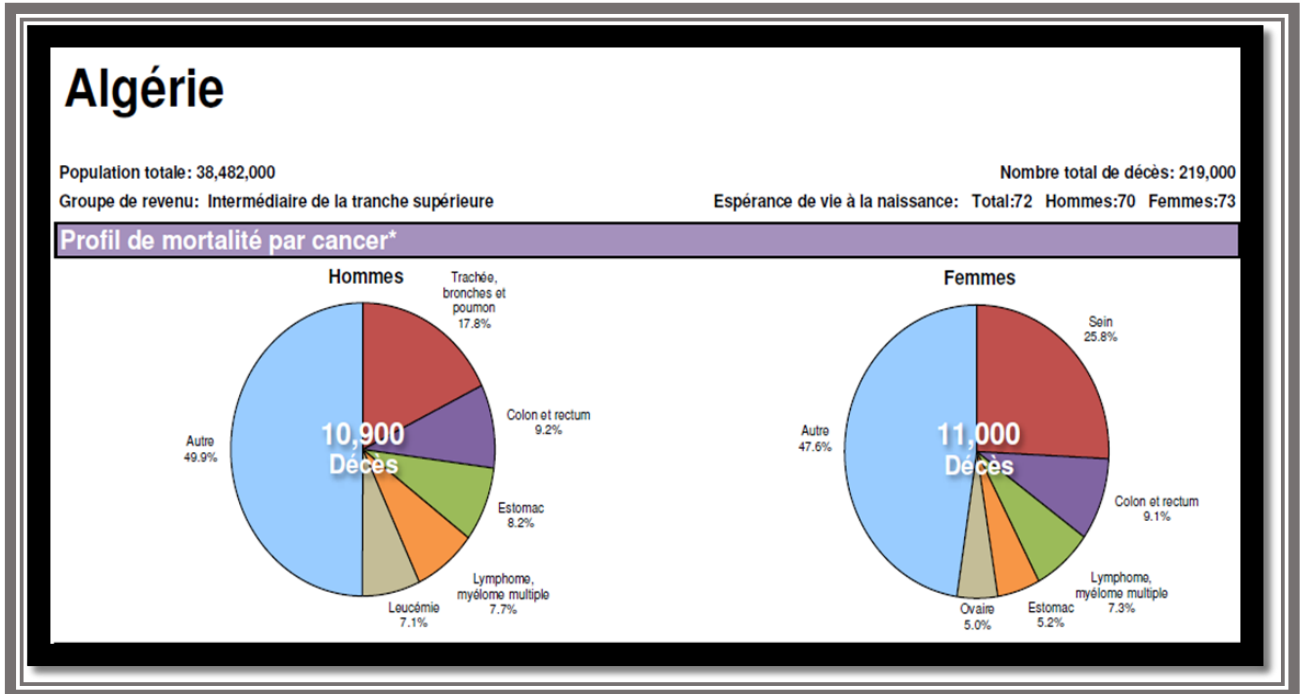 Algérie
Population totale: 38,482,000
Nombre total de décès: 219,000
Groupe de revenu: Intermédiaire de la tranche supérieure
Espérance de vie à la naissance: Total:72 Hommes:70 Femmes:73
Profil de mortalité par cancer*
Hommes
Trachée,
bronches et
poumon
17.8%
Colon et rectum
9.2%
Estomac
8.2%
Lymphome,
myélome multiple
7.7%
Leucémie
7.1%
Autre
49.9%
10,900
Décès
Femmes
Sein
25.8%
Colon et rectum
9.1%
Lymphome,
myélome multiple
7.3%
Estomac
5.2%
Ovaire
5.0%
Autre
47.6%
11,000
Décès